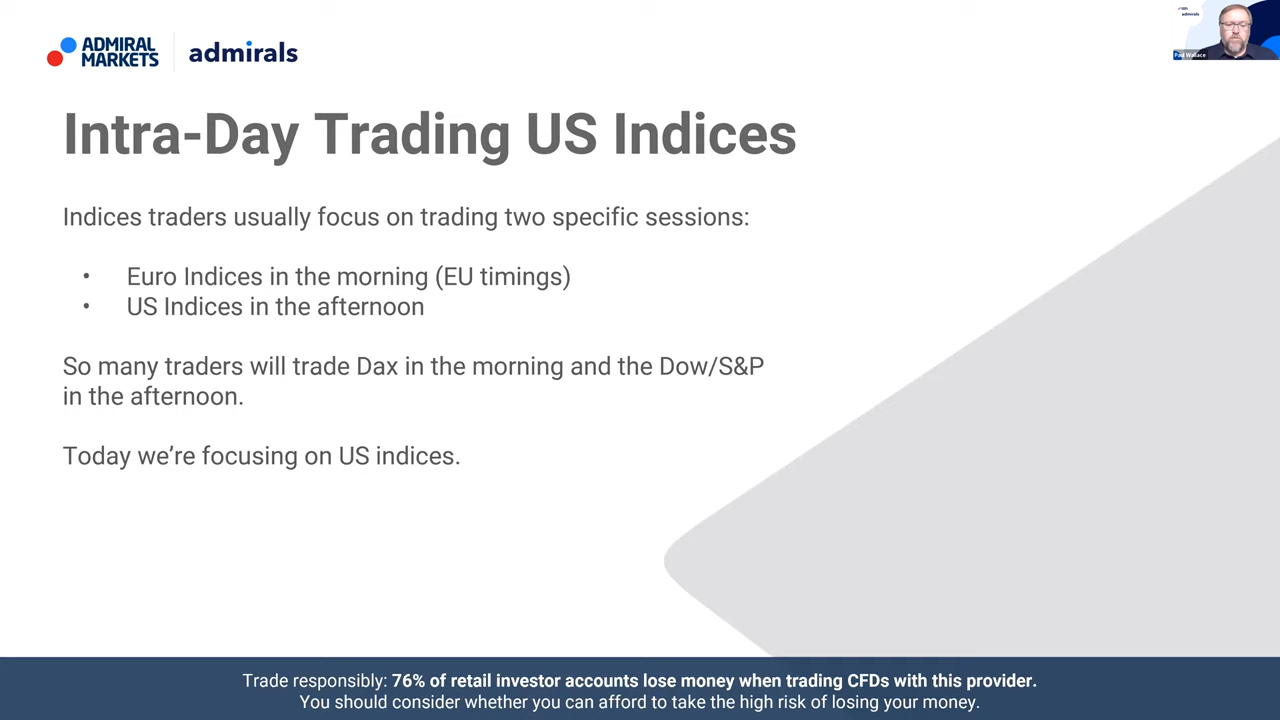 ADMIRAL
MARKETS
admirals
admirals
Paul Wallace
Intra-Day Trading US Indices
Indices traders usually focus on trading two specific sessions:
• Euro Indices in the morning (EU timings)
• US Indices in the afternoon
So many traders will trade Dax in the morning and the Dow/S&P
in the afternoon.
Today we’re focusing on US indices.
Trade responsibly: 76% of retail investor accounts lose money when trading CFDs with this provider.
You should consider whether you can afford to take the high risk of losing your money.